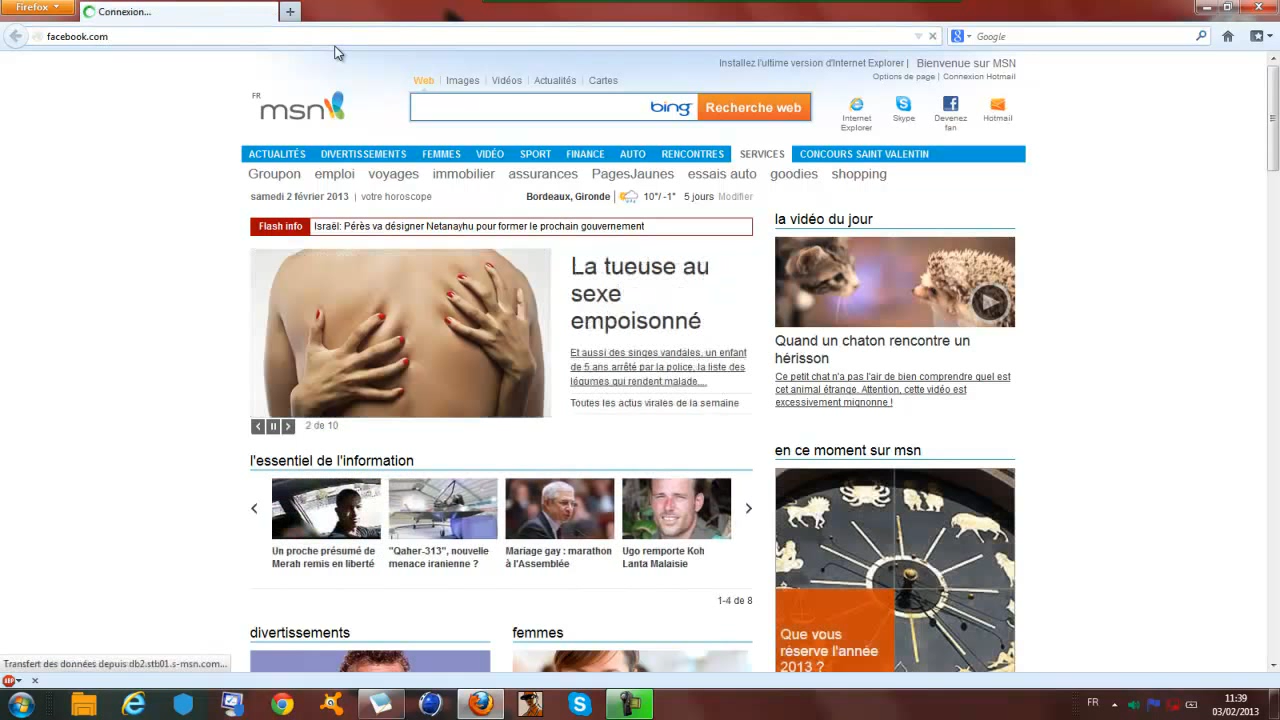 Firefox
Connexion...
facebook.com
Google
Installez l'ultime version d'Internet Explorer | Bienvenue sur MSN
Options de page | Connexion Hotmail
Web | Images | Vidéos | Actualités | Cartes
FR
msn
bing
Recherche web
Internet Explorer
Skype
Devenez fan
Hotmail
ACTUALITÉS DIVERTISSEMENTS FEMMES VIDÉO SPORT FINANCE AUTO RENCONTRES SERVICES CONCOURS SAINT VALENTIN
Groupon emploi voyages immobilier assurances PagesJaunes essais auto goodies shopping
samedi 2 février 2013 | votre horoscope
Bordeaux, Gironde | 10°/ -1° 5 jours Modifier
Flash info Israël: Pérès va désigner Netanayhu pour former le prochain gouvernement
La tueuse au
sexe
empoisonné
Et aussi des singes vandales, un enfant
de 5 ans arrêté par la police, la liste des
légumes qui rendent malade....
Toutes les actus virales de la semaine
2 de 10
la vidéo du jour
Quand un chaton rencontre un
hérisson
Ce petit chat n'a pas l'air de bien comprendre quel est
cet animal étrange. Attention, cette vidéo est
excessivement mignonne !
l'essentiel de l'information
Un proche présumé de
Merah remis en liberté
"Qaher-313", nouvelle
menace iranienne ?
Mariage gay : marathon
à l'Assemblée
Ugo remporte Koh
Lanta Malaisie
1-4 de 8
en ce moment sur msn
Que vous
réserve l'année
2013 ?
divertissements
femmes
Transfert des données depuis db2.stb01.s-msn.com...
FR
11:39
03/02/2013